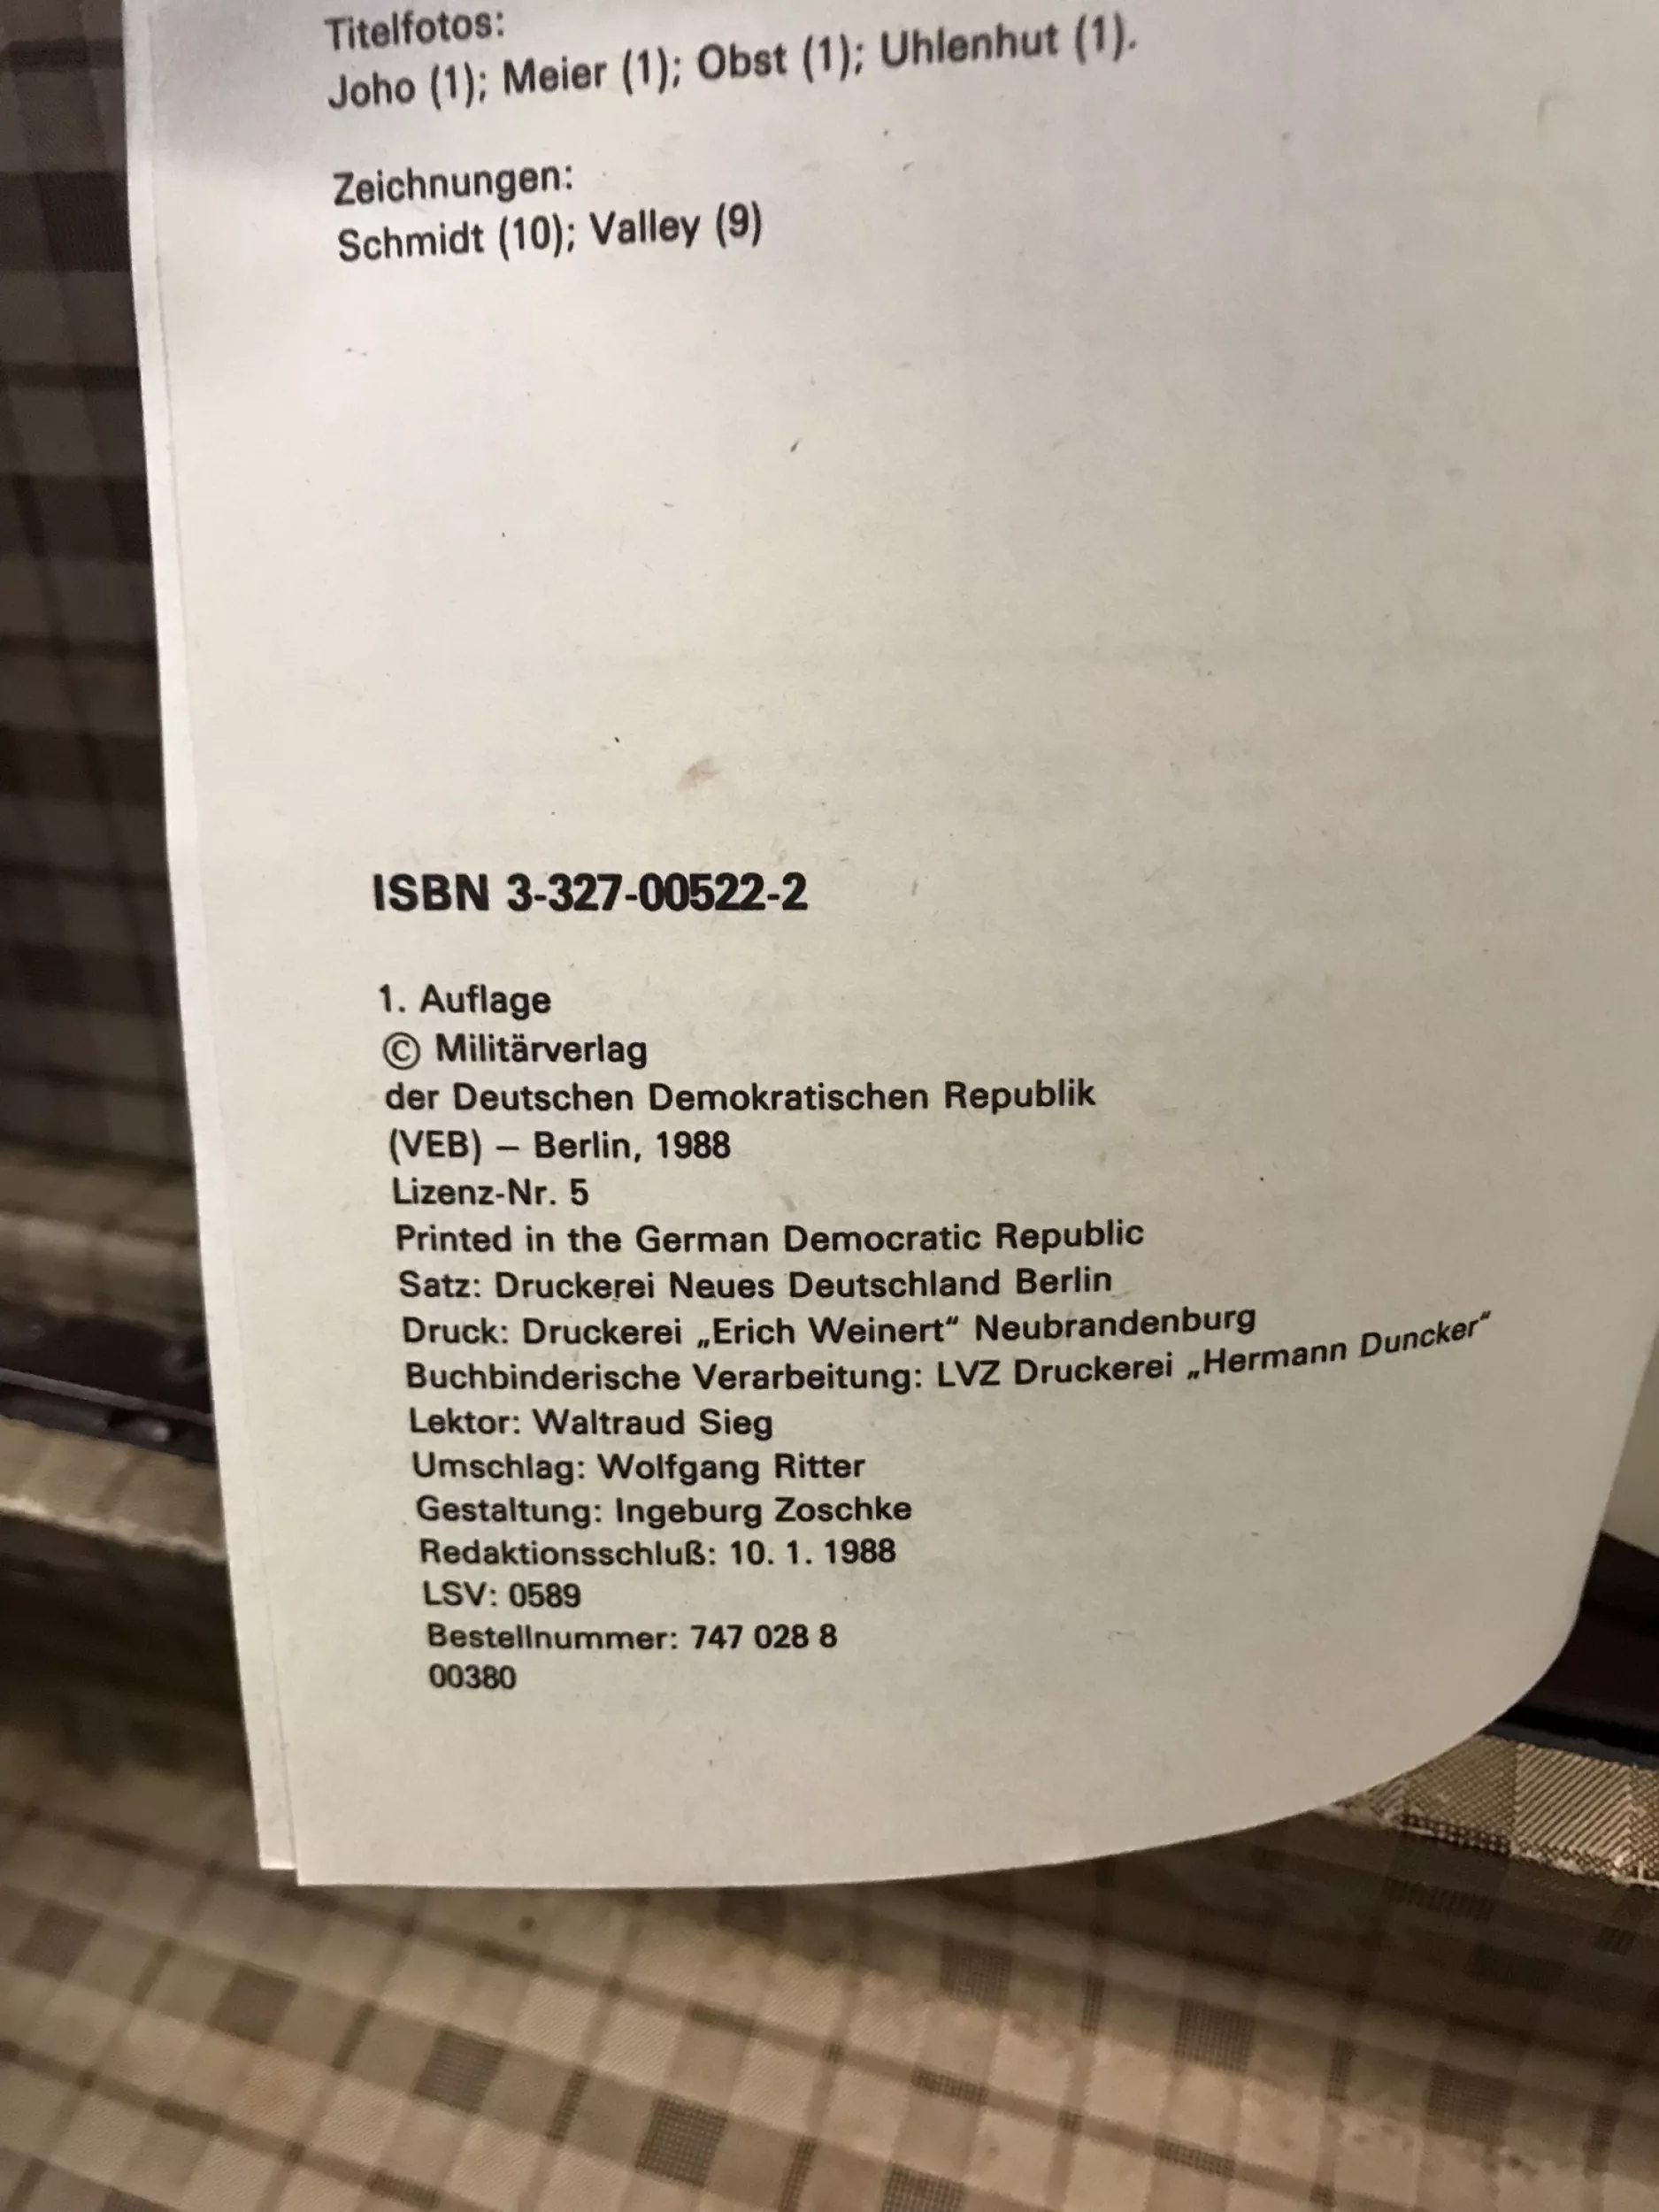 Titelfotos:
Joho (1); Meier (1); Obst (1); Uhlenhut (1).
Zeichnungen:
Schmidt (10); Valley (9)
ISBN 3-327-00522-2
1. Auflage
© Militärverlag
der Deutschen Demokratischen Republik
(VEB) – Berlin, 1988
Lizenz-Nr. 5
Printed in the German Democratic Republic
Satz: Druckerei Neues Deutschland Berlin
Druck: Druckerei „Erich Weinert“ Neubrandenburg
Buchbinderische Verarbeitung: LVZ Druckerei „Hermann Duncker“
Lektor: Waltraud Sieg
Umschlag: Wolfgang Ritter
Gestaltung: Ingeburg Zoschke
Redaktionsschluß: 10. 1. 1988
LSV: 0589
Bestellnummer: 747 028 8
00380